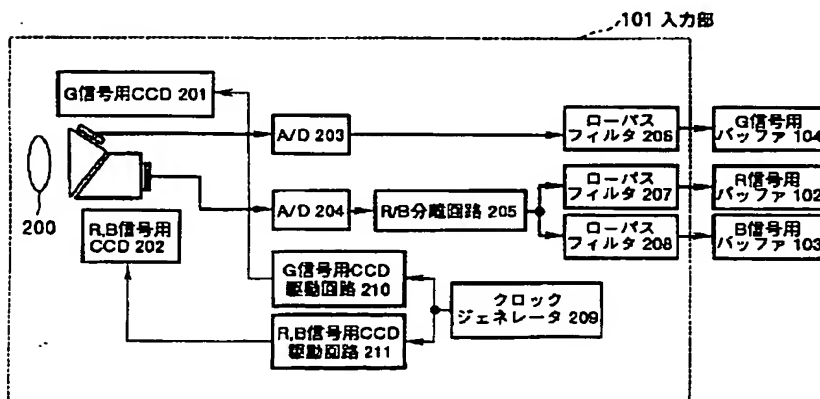 101 入力部
G信号用CCD 201
A/D 203
ローパス
フィルタ 206
G信号用
バッファ 104
200
R,B信号用
CCD 202
A/D 204
R/B分離回路 205
ローパス
フィルタ 207
R信号用
バッファ 102
ローパス
フィルタ 208
B信号用
バッファ 103
G信号用CCD
駆動回路 210
R,B信号用CCD
駆動回路 211
クロック
ジェネレータ 209